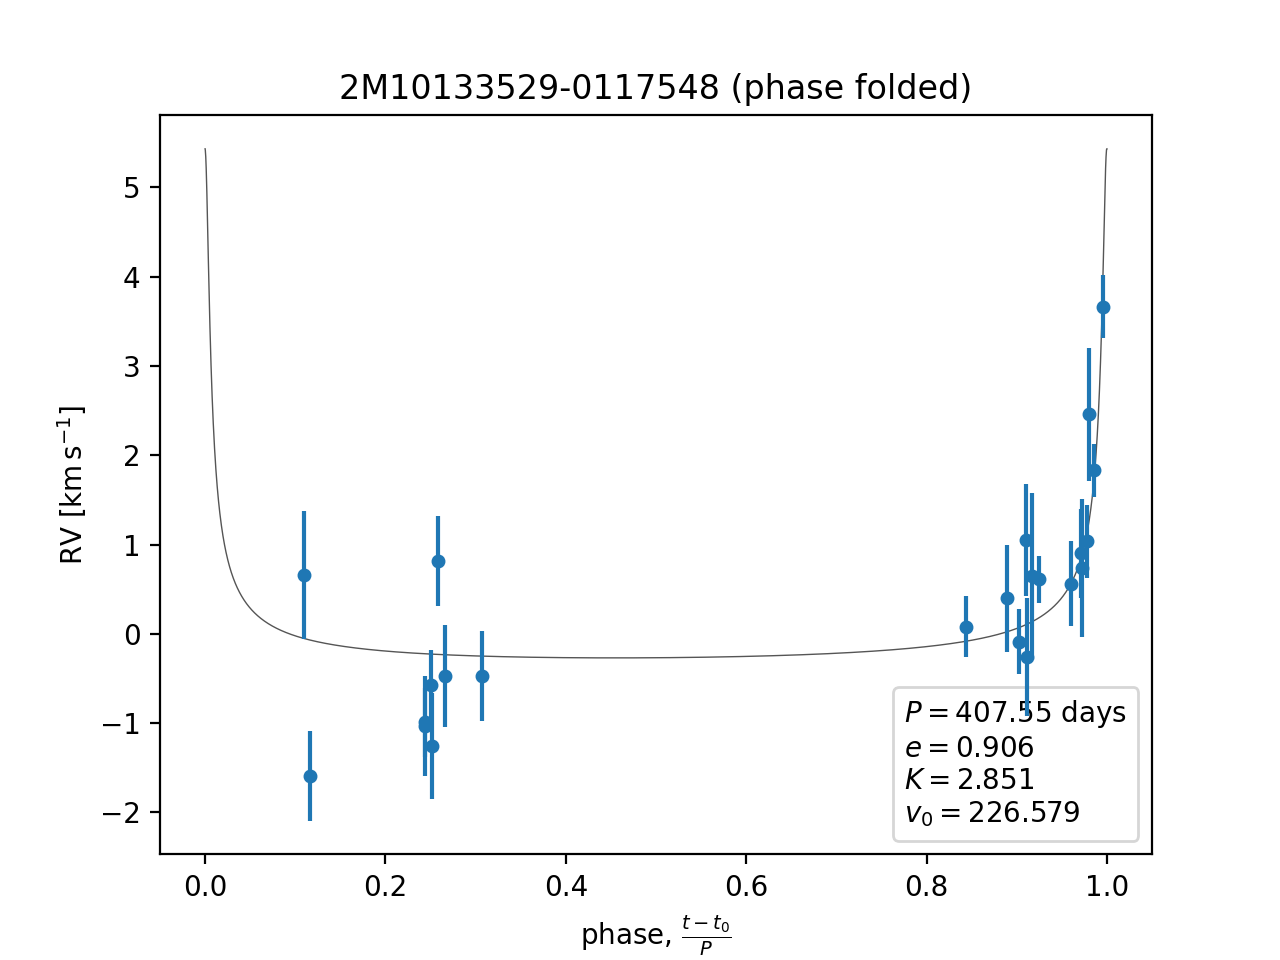 2M10133529-0117548 (phase folded)
RV [km s⁻¹]
5
4
3
2
1
0
−1
−2
P = 407.55 days
e = 0.906
K = 2.851
v₀ = 226.579
0.0 0.2 0.4 0.6 0.8 1.0
phase, (t − t₀)/P